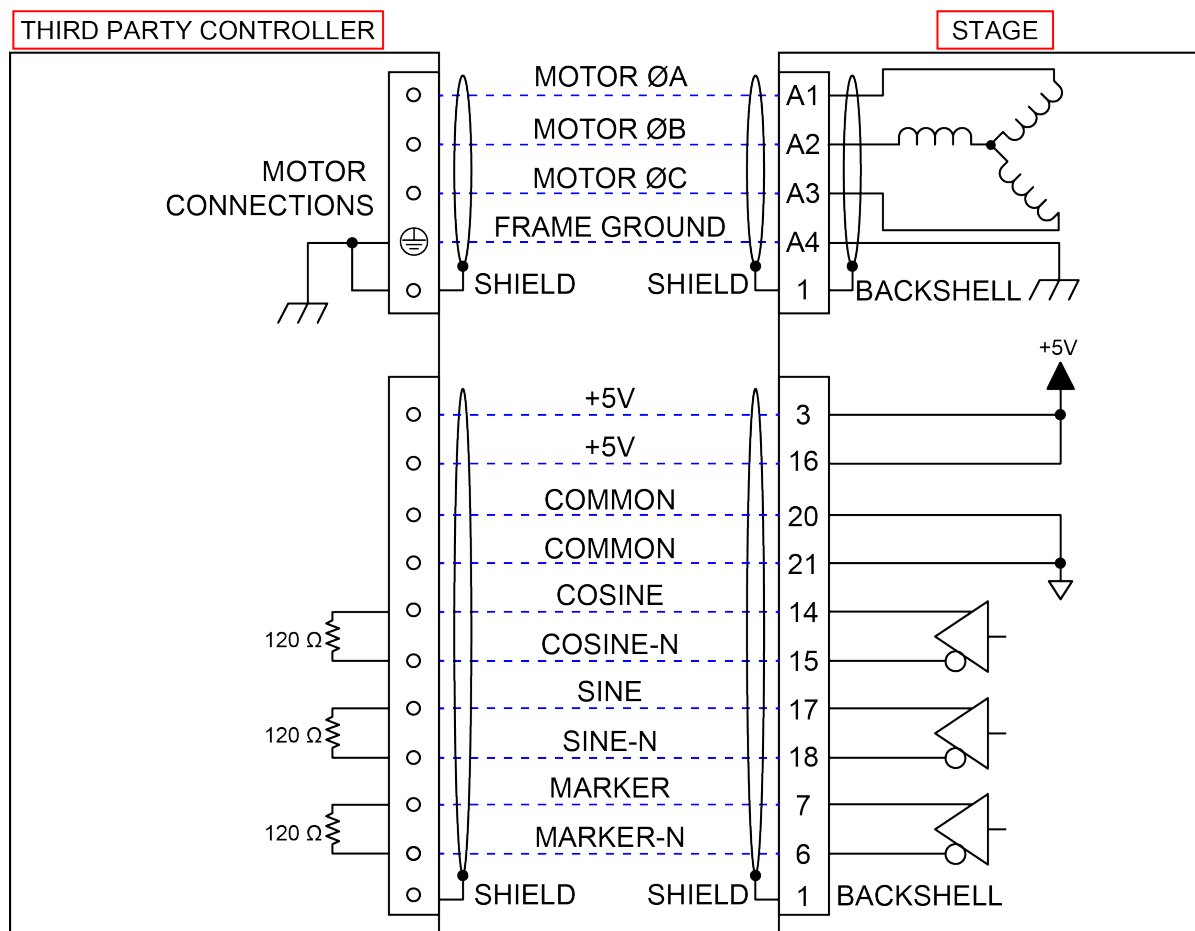 THIRD PARTY CONTROLLER
STAGE
MOTOR ØA
A1
MOTOR ØB
A2
MOTOR
CONNECTIONS
MOTOR ØC
A3
FRAME GROUND
A4
SHIELD
SHIELD
1
BACKSHELL
+5V
+5V
3
+5V
16
COMMON
20
COMMON
21
COSINE
14
120 Ω
COSINE-N
15
SINE
17
120 Ω
SINE-N
18
MARKER
7
120 Ω
MARKER-N
6
SHIELD
SHIELD
1
BACKSHELL